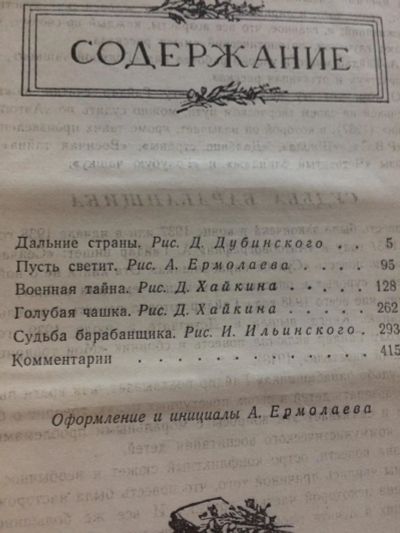 СОДЕРЖАНИЕ
Дальние страны. Рис. Д. Дубинского . . . 5
Пусть светит. Рис. А. Ермолаева . . . . 95
Военная тайна. Рис. Д. Хайкина . . . . 128
Голубая чашка. Рис. Д. Хайкина . . . . 262
Судьба барабанщика. Рис. И. Ильинского . 293
Комментарии . . . . . . . . . . . 415
Оформление и инициалы А. Ермолаева